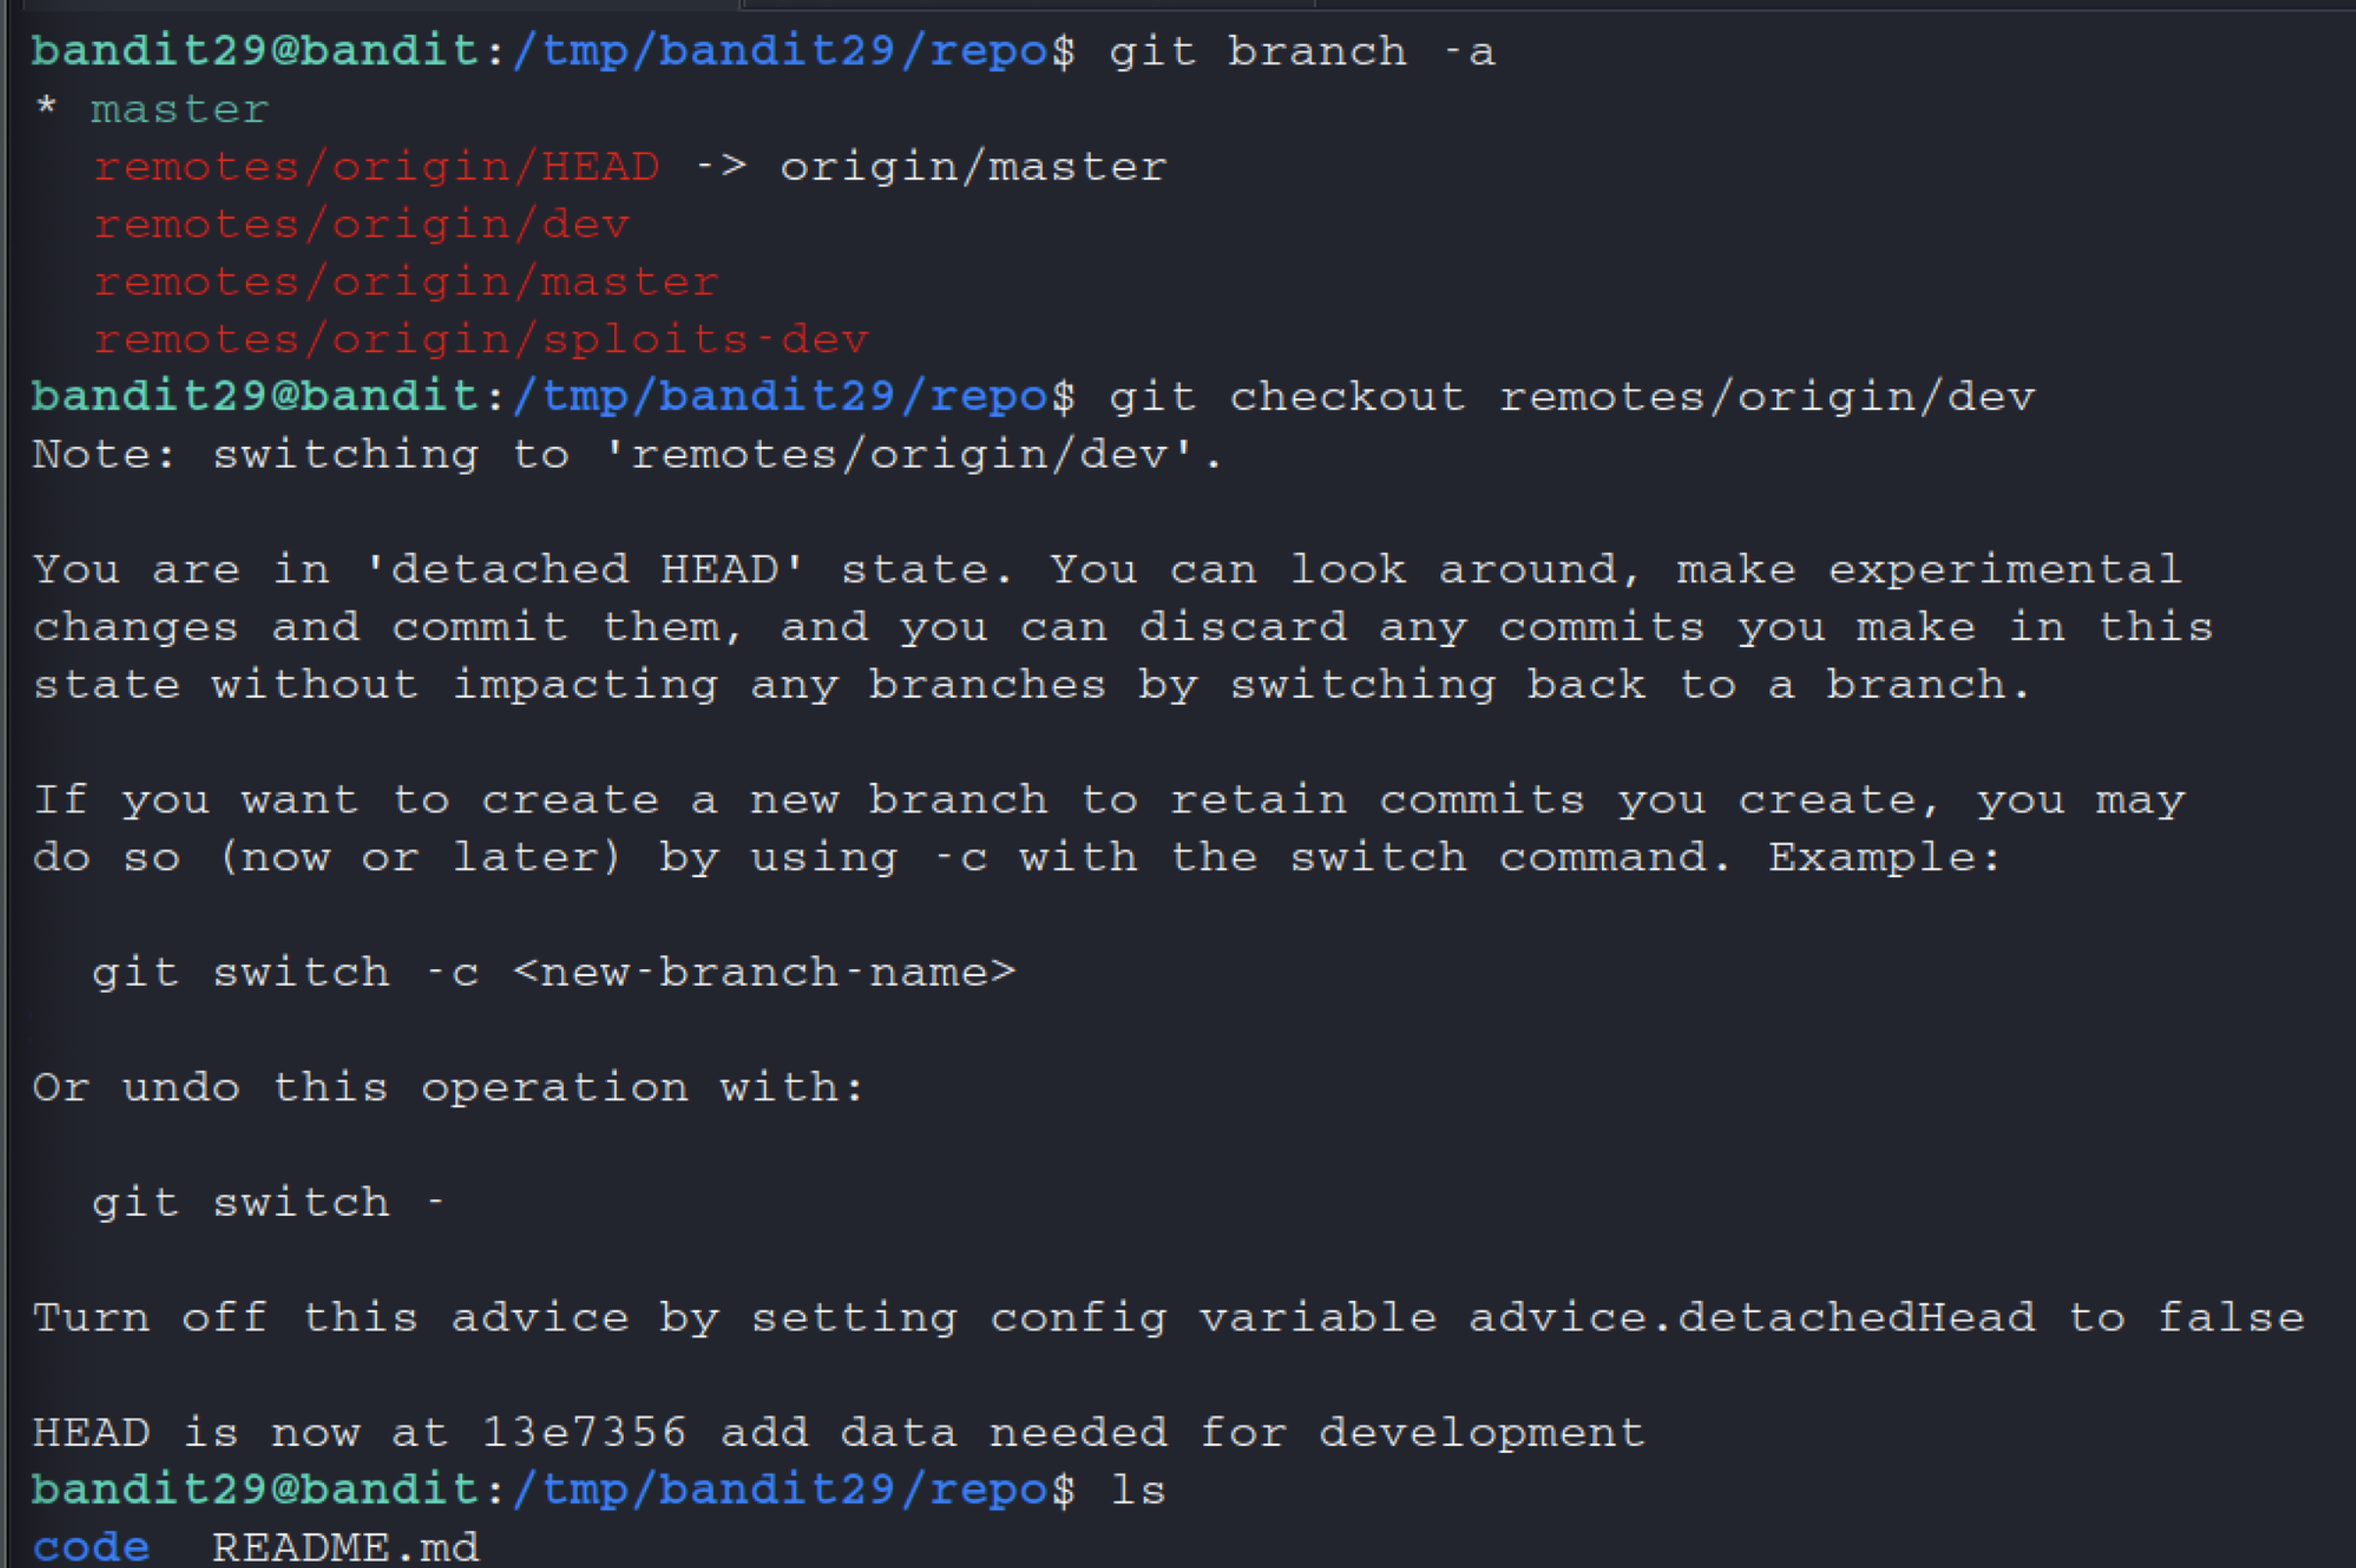 bandit29@bandit:/tmp/bandit29/repo$ git branch -a
* master
  remotes/origin/HEAD -> origin/master
  remotes/origin/dev
  remotes/origin/master
  remotes/origin/sploits-dev
bandit29@bandit:/tmp/bandit29/repo$ git checkout remotes/origin/dev
Note: switching to 'remotes/origin/dev'.

You are in 'detached HEAD' state. You can look around, make experimental
changes and commit them, and you can discard any commits you make in this
state without impacting any branches by switching back to a branch.

If you want to create a new branch to retain commits you create, you may
do so (now or later) by using -c with the switch command. Example:

  git switch -c <new-branch-name>

Or undo this operation with:

  git switch -

Turn off this advice by setting config variable advice.detachedHead to false

HEAD is now at 13e7356 add data needed for development
bandit29@bandit:/tmp/bandit29/repo$ ls
code  README.md